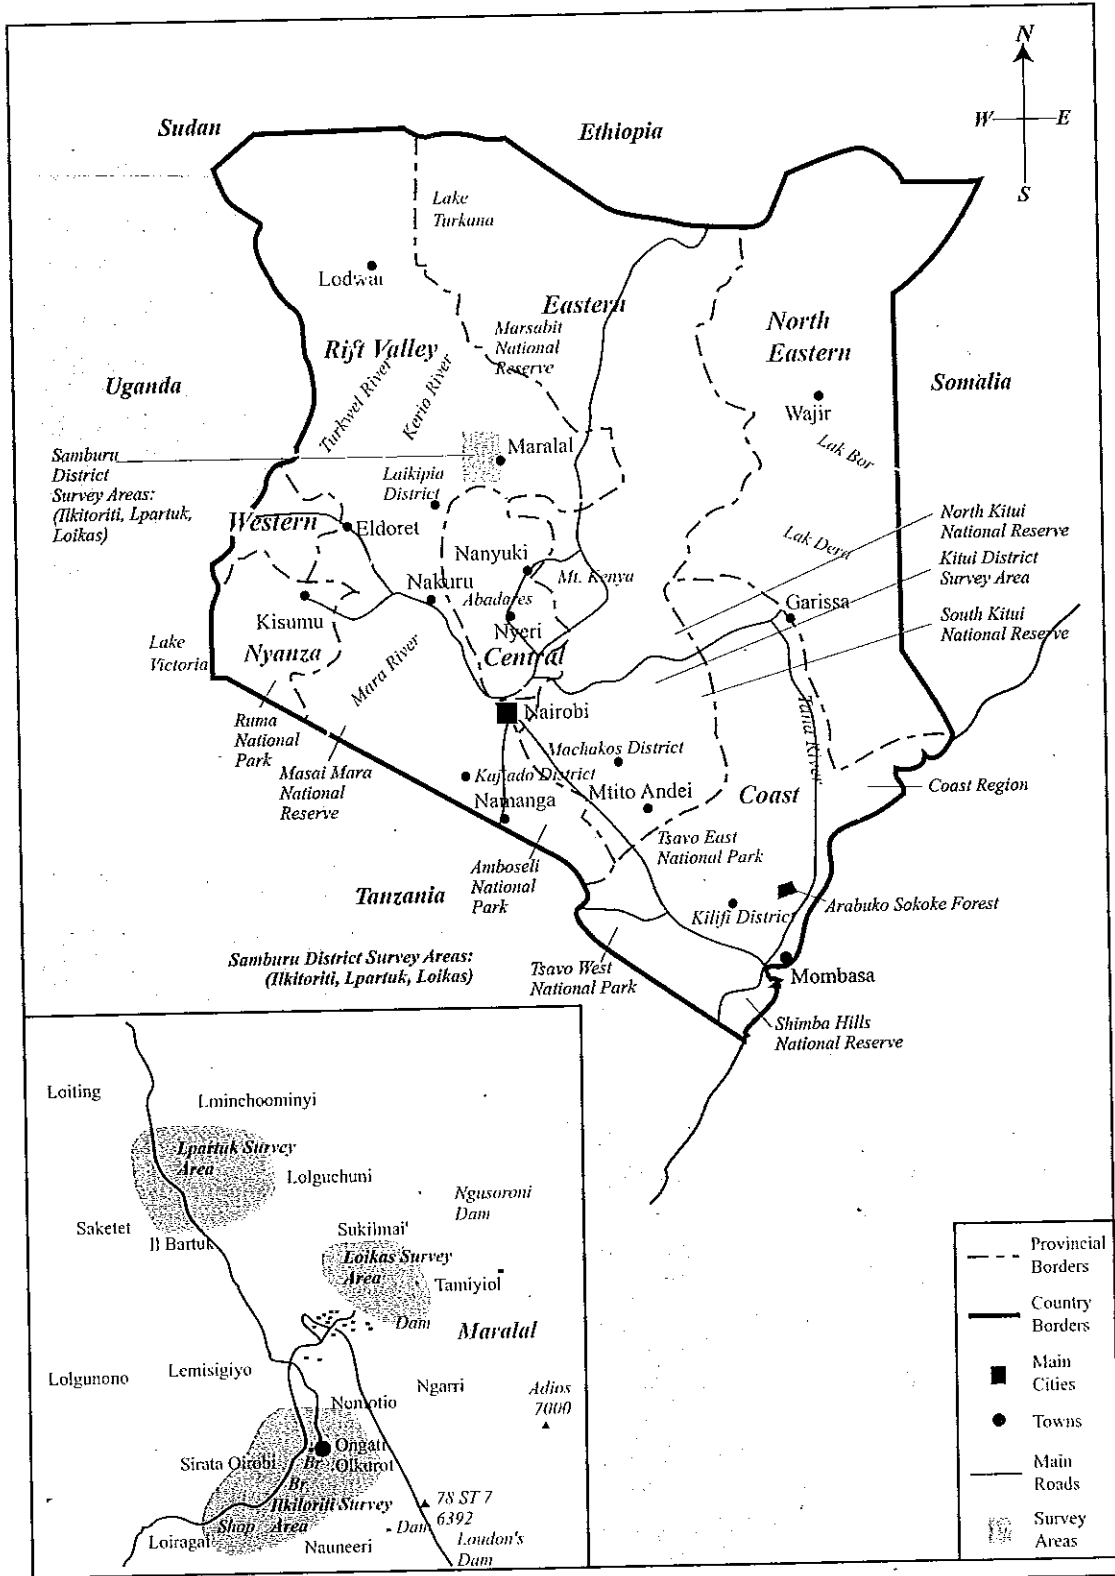 N
W
E
S
Sudan
Ethiopia
Lake
Turkana
Lodwar
Eastern
Marsabit
National
Reserve
North
Eastern
Rift Valley
Turkwel River
Kerio River
Uganda
Somalia
Wajir
Lak Bor
Samburu
District
Survey Areas:
(Ilkitoriti, Lpartuk,
Loikas)
Maralal
Laikipia
District
Western
Eldoret
Nanyuki
Mt. Kenya
Lak Dera
North Kitui
National Reserve
Kitui District
Survey Area
South Kitui
National Reserve
Nakuru
Abadares
Garissa
Kisumu
Nyeri
Lake
Victoria
Nyanza
Mara River
Central
Nairobi
Ruma
National
Park
Masai Mara
National
Reserve
Machakos District
Tana River
Kajiado District
Namanga
Mtito Andei
Coast
Coast Region
Tsavo East
National Park
Amboseli
National
Park
Tanzania
Kilifi District
Arabuko Sokoke Forest
Samburu District Survey Areas:
(Ilkitoriti, Lpartuk, Loikas)
Tsavo West
National Park
Mombasa
Shimba Hills
National Reserve
Loiting
Lminchoominyi
Lpartuk Survey
Area
Lolguchuni
Ngusoroni
Dam
Saketet
Il Bartuk
Sukilmai'
Loikas Survey
Area
Tamiyiol
Dam
Maralal
Lolgunono
Lemisigiyo
Ngarri
Adios
7000
Nomotio
Ongati
Olkurot
Sirata Oirobi
Br.
Br.
Ilkiloriti Survey
Area
Shop
78 ST 7
6392
Dam
Loiragai
Nauneeri
Loudon's
Dam
Provincial
Borders
Country
Borders
Main
Cities
Towns
Main
Roads
Survey
Areas